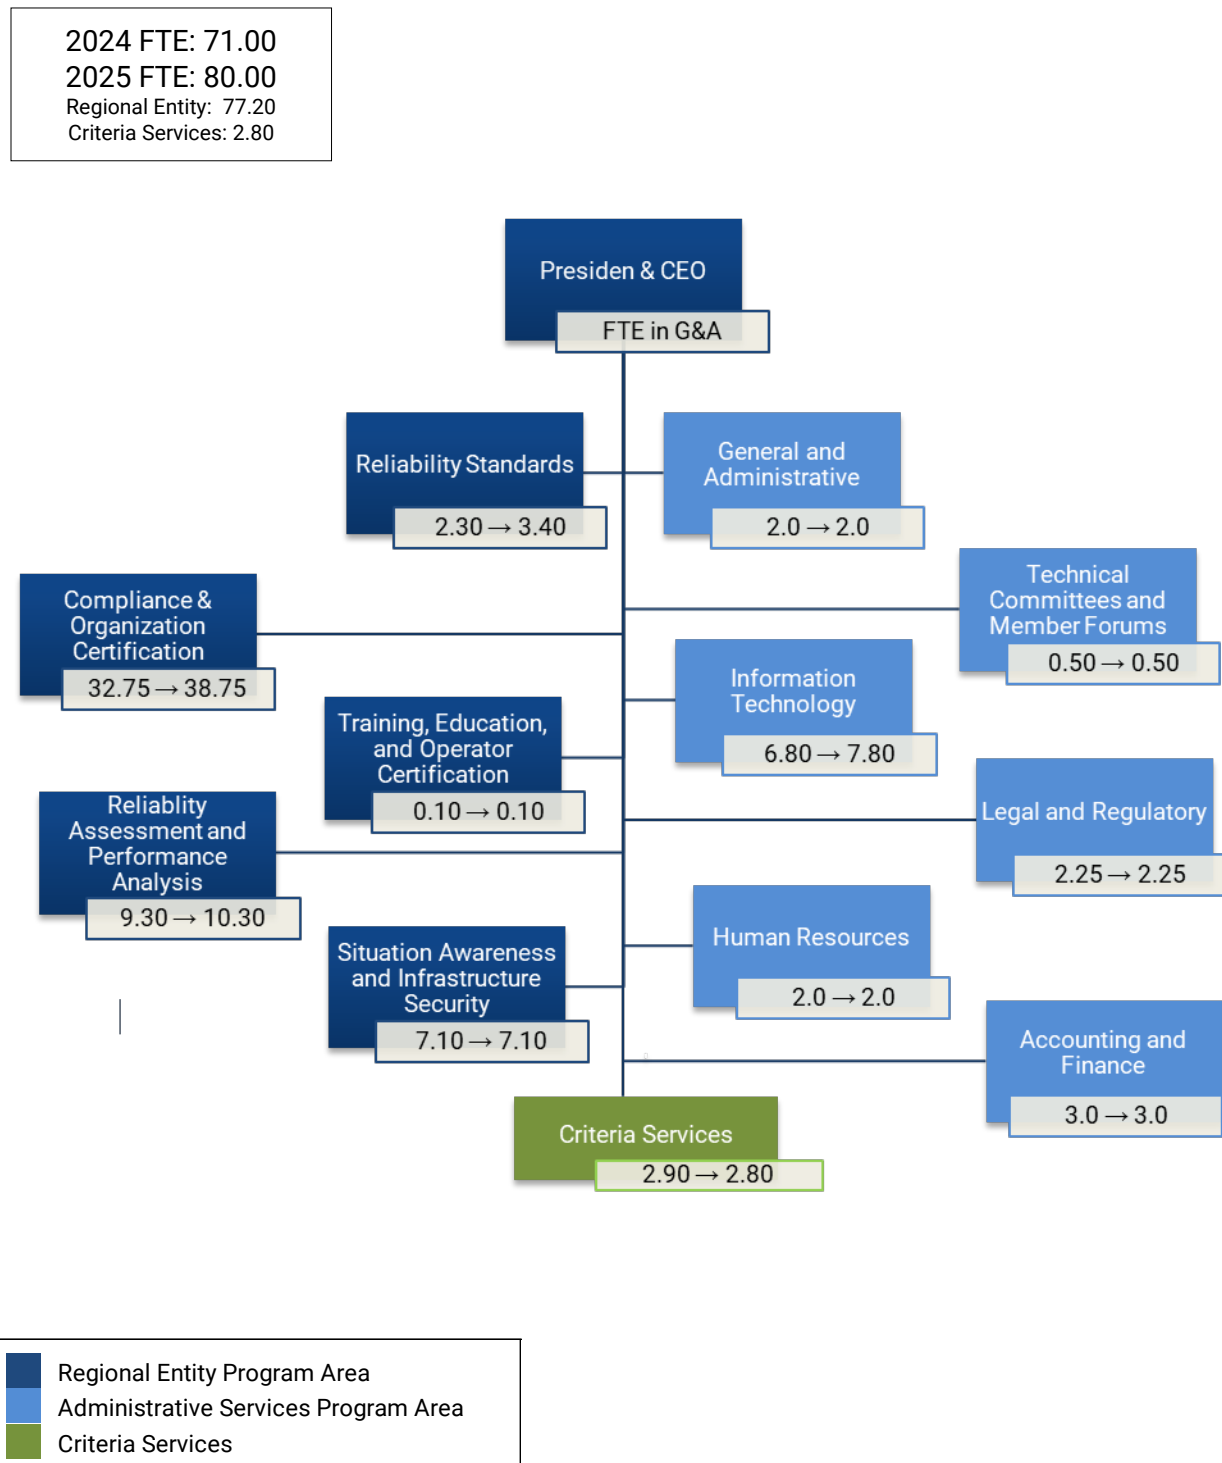 2024 FTE: 71.00
2025 FTE: 80.00
Regional Entity: 77.20
Criteria Services: 2.80
Presiden & CEO
FTE in G&A
Reliability Standards
2.30 → 3.40
General and
Administrative
2.0 → 2.0
Technical
Committees and
Member Forums
0.50 → 0.50
Compliance &
Organization
Certification
32.75 → 38.75
Information
Technology
6.80 → 7.80
Training, Education,
and Operator
Certification
0.10 → 0.10
Legal and Regulatory
2.25 → 2.25
Reliablity
Assessment and
Performance
Analysis
9.30 → 10.30
Human Resources
2.0 → 2.0
Situation Awareness
and Infrastructure
Security
7.10 → 7.10
Accounting and
Finance
3.0 → 3.0
Criteria Services
2.90 → 2.80
Regional Entity Program Area
Administrative Services Program Area
Criteria Services